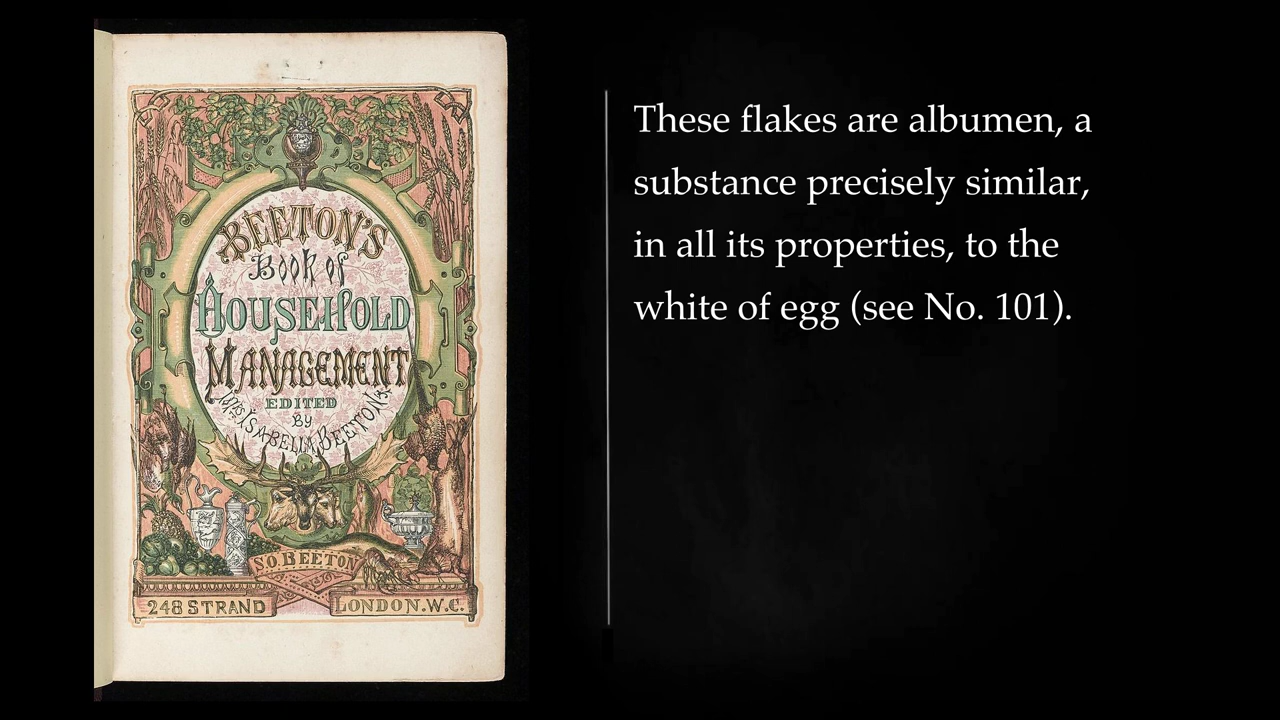 BEETON'S
Book of
HOUSEHOLD
MANAGEMENT
EDITED
By
MRS ISABELLA BEETON
S.O. BEETON
248 STRAND
LONDON. W.C.
These flakes are albumen, a
substance precisely similar,
in all its properties, to the
white of egg (see No. 101).